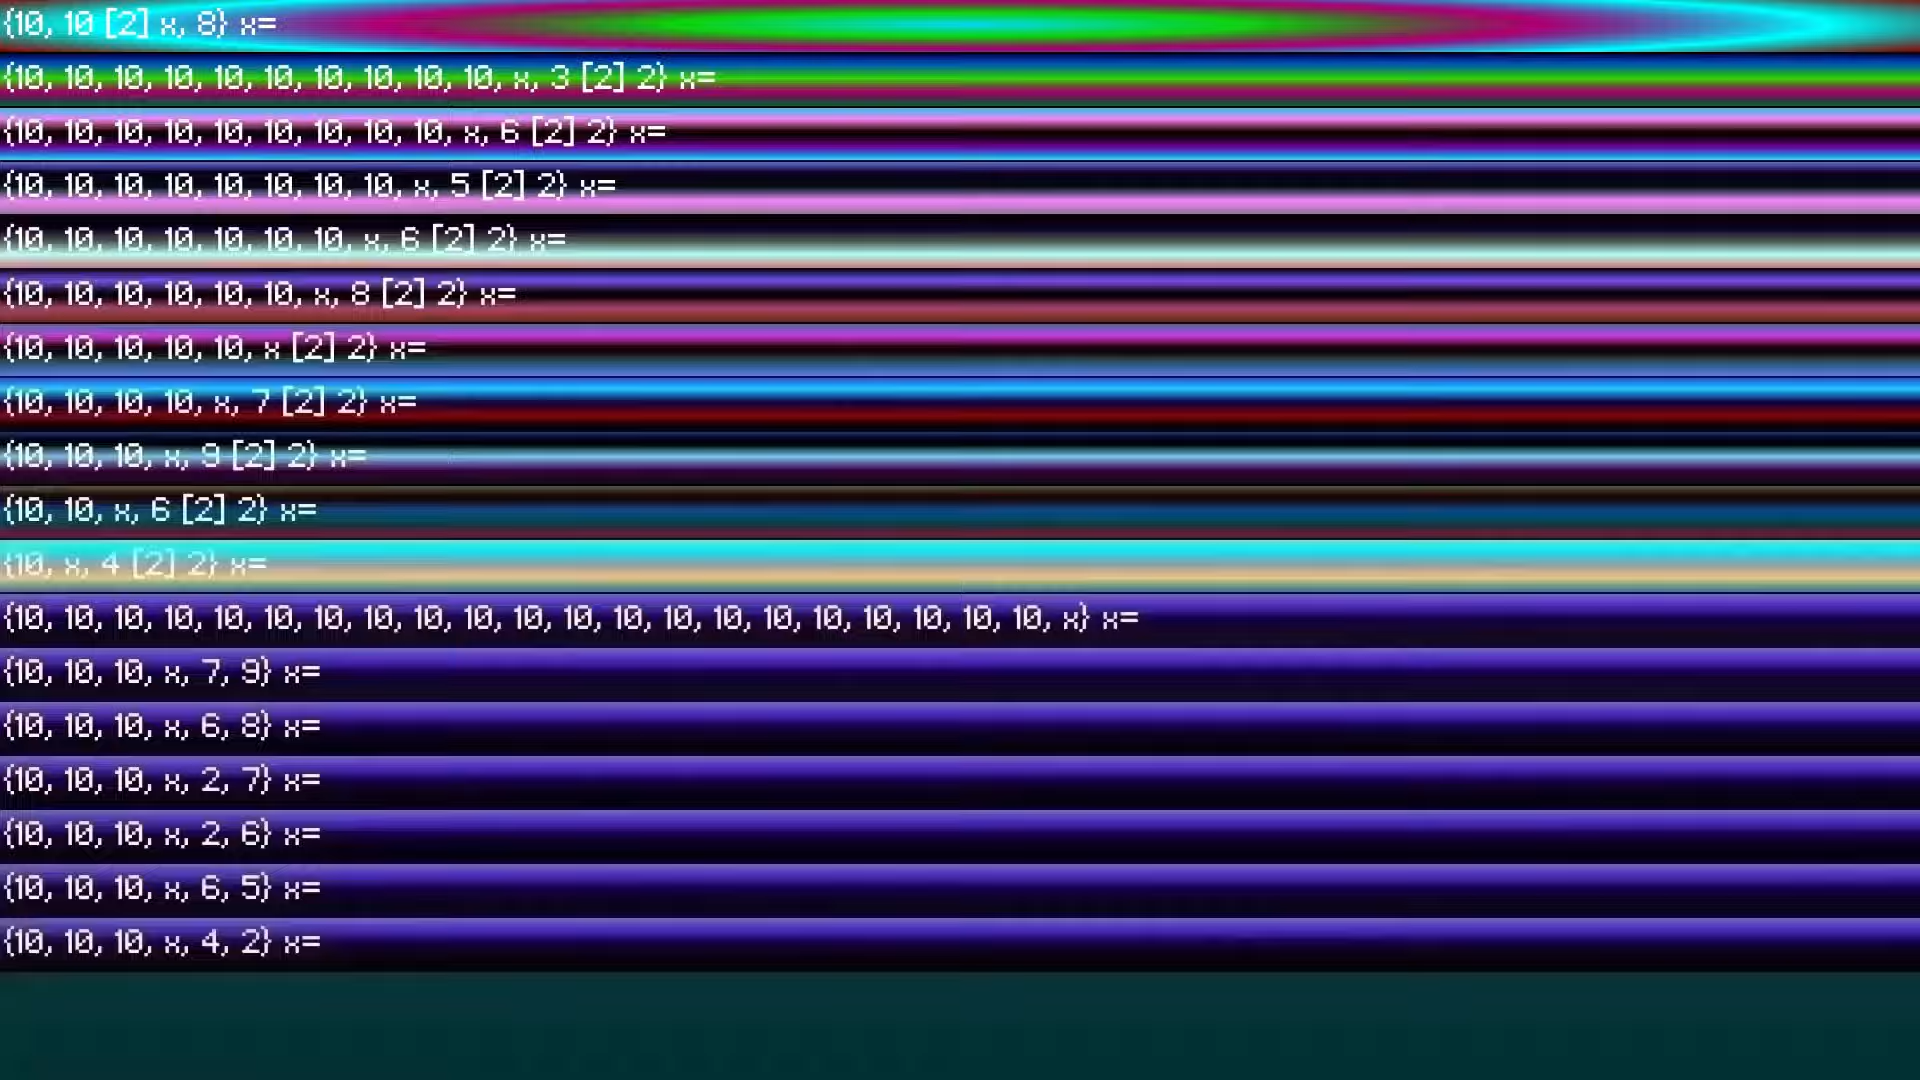 {10, 10 [2] x, 8} x=
{10, 10, 10, 10, 10, 10, 10, 10, 10, 10, x, 3 [2] 2} x=
{10, 10, 10, 10, 10, 10, 10, 10, 10, x, 6 [2] 2} x=
{10, 10, 10, 10, 10, 10, 10, 10, x, 5 [2] 2} x=
{10, 10, 10, 10, 10, 10, 10, x, 6 [2] 2} x=
{10, 10, 10, 10, 10, 10, x, 8 [2] 2} x=
{10, 10, 10, 10, 10, x [2] 2} x=
{10, 10, 10, 10, x, 7 [2] 2} x=
{10, 10, 10, x, 9 [2] 2} x=
{10, 10, x, 6 [2] 2} x=
{10, x, 4 [2] 2} x=
{10, 10, 10, 10, 10, 10, 10, 10, 10, 10, 10, 10, 10, 10, 10, 10, 10, 10, 10, 10, 10, x} x=
{10, 10, 10, x, 7, 9} x=
{10, 10, 10, x, 6, 8} x=
{10, 10, 10, x, 2, 7} x=
{10, 10, 10, x, 2, 6} x=
{10, 10, 10, x, 6, 5} x=
{10, 10, 10, x, 4, 2} x=